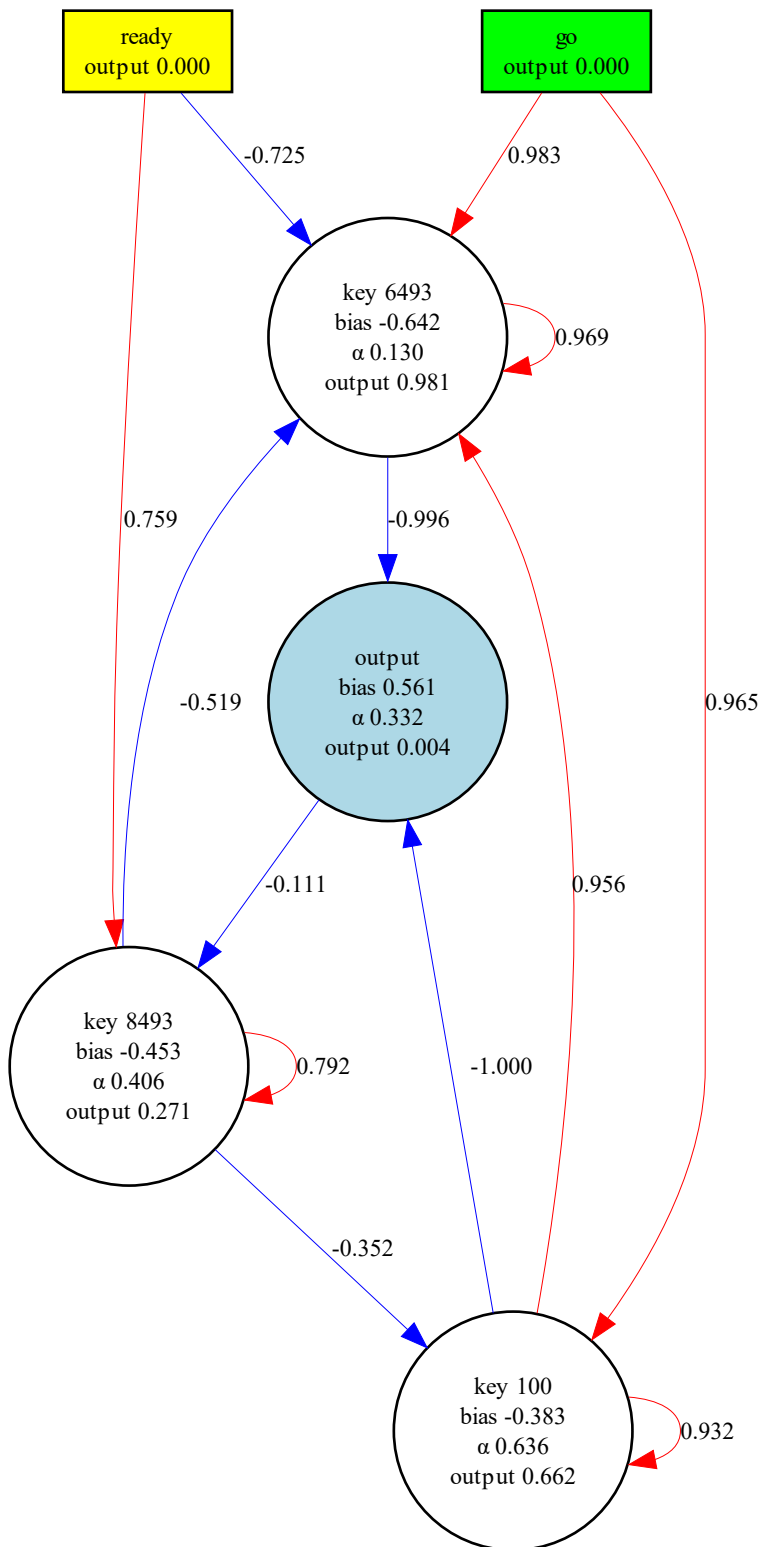 ready
output 0.000
go
output 0.000
-0.725
0.983
key 6493
bias -0.642
α 0.130
output 0.981
0.969
0.759
-0.996
output
bias 0.561
α 0.332
output 0.004
-0.519
0.965
-0.111
0.956
key 8493
bias -0.453
α 0.406
output 0.271
0.792
-1.000
-0.352
key 100
bias -0.383
α 0.636
output 0.662
0.932